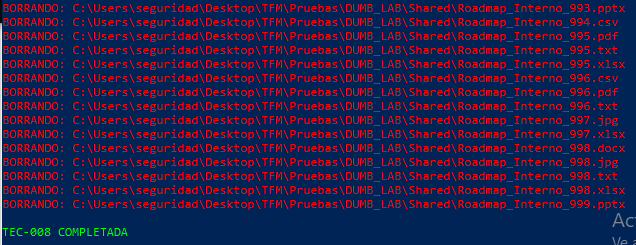 BORRANDO: C:\Users\seguridad\Desktop\TFM\Pruebas\DUMB_LAB\Shared\Roadmap_Interno_993.pptx
BORRANDO: C:\Users\seguridad\Desktop\TFM\Pruebas\DUMB_LAB\Shared\Roadmap_Interno_994.csv
BORRANDO: C:\Users\seguridad\Desktop\TFM\Pruebas\DUMB_LAB\Shared\Roadmap_Interno_995.pdf
BORRANDO: C:\Users\seguridad\Desktop\TFM\Pruebas\DUMB_LAB\Shared\Roadmap_Interno_995.txt
BORRANDO: C:\Users\seguridad\Desktop\TFM\Pruebas\DUMB_LAB\Shared\Roadmap_Interno_995.xlsx
BORRANDO: C:\Users\seguridad\Desktop\TFM\Pruebas\DUMB_LAB\Shared\Roadmap_Interno_996.csv
BORRANDO: C:\Users\seguridad\Desktop\TFM\Pruebas\DUMB_LAB\Shared\Roadmap_Interno_996.pdf
BORRANDO: C:\Users\seguridad\Desktop\TFM\Pruebas\DUMB_LAB\Shared\Roadmap_Interno_996.txt
BORRANDO: C:\Users\seguridad\Desktop\TFM\Pruebas\DUMB_LAB\Shared\Roadmap_Interno_997.jpg
BORRANDO: C:\Users\seguridad\Desktop\TFM\Pruebas\DUMB_LAB\Shared\Roadmap_Interno_997.xlsx
BORRANDO: C:\Users\seguridad\Desktop\TFM\Pruebas\DUMB_LAB\Shared\Roadmap_Interno_998.docx
BORRANDO: C:\Users\seguridad\Desktop\TFM\Pruebas\DUMB_LAB\Shared\Roadmap_Interno_998.jpg
BORRANDO: C:\Users\seguridad\Desktop\TFM\Pruebas\DUMB_LAB\Shared\Roadmap_Interno_998.txt
BORRANDO: C:\Users\seguridad\Desktop\TFM\Pruebas\DUMB_LAB\Shared\Roadmap_Interno_998.xlsx
BORRANDO: C:\Users\seguridad\Desktop\TFM\Pruebas\DUMB_LAB\Shared\Roadmap_Interno_999.pptx
Act
TEC-008 COMPLETADA
Ve a